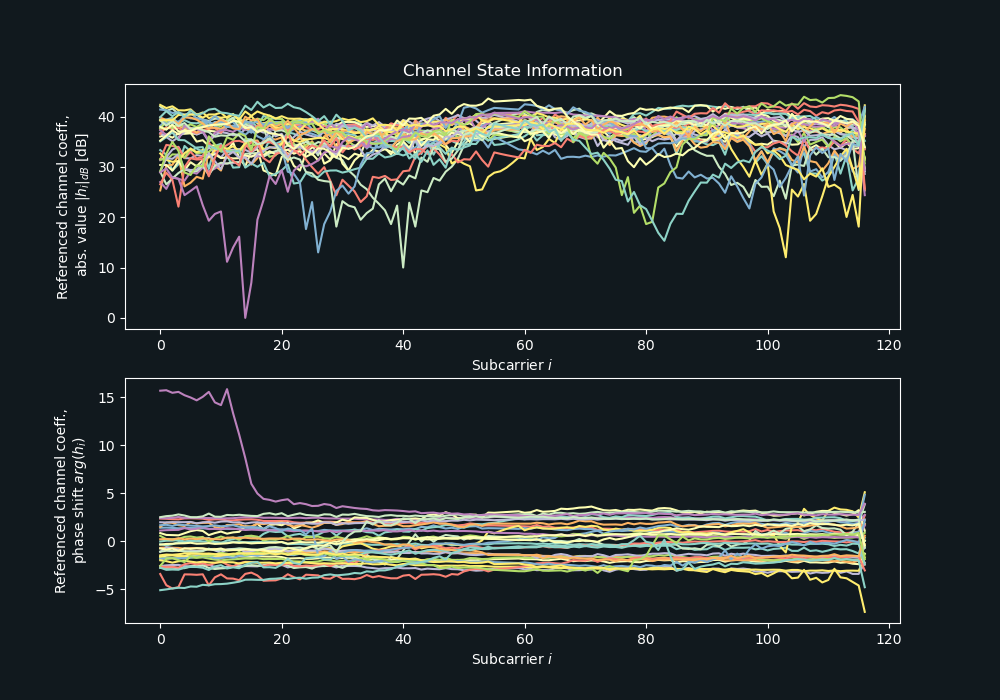 Channel State Information
Referenced channel coeff.,
abs. value |h_i|_dB [dB]
40
30
20
10
0
0 20 40 60 80 100 120
Subcarrier i
Referenced channel coeff.,
phase shift arg(h_i)
15
10
5
0
−5
0 20 40 60 80 100 120
Subcarrier i